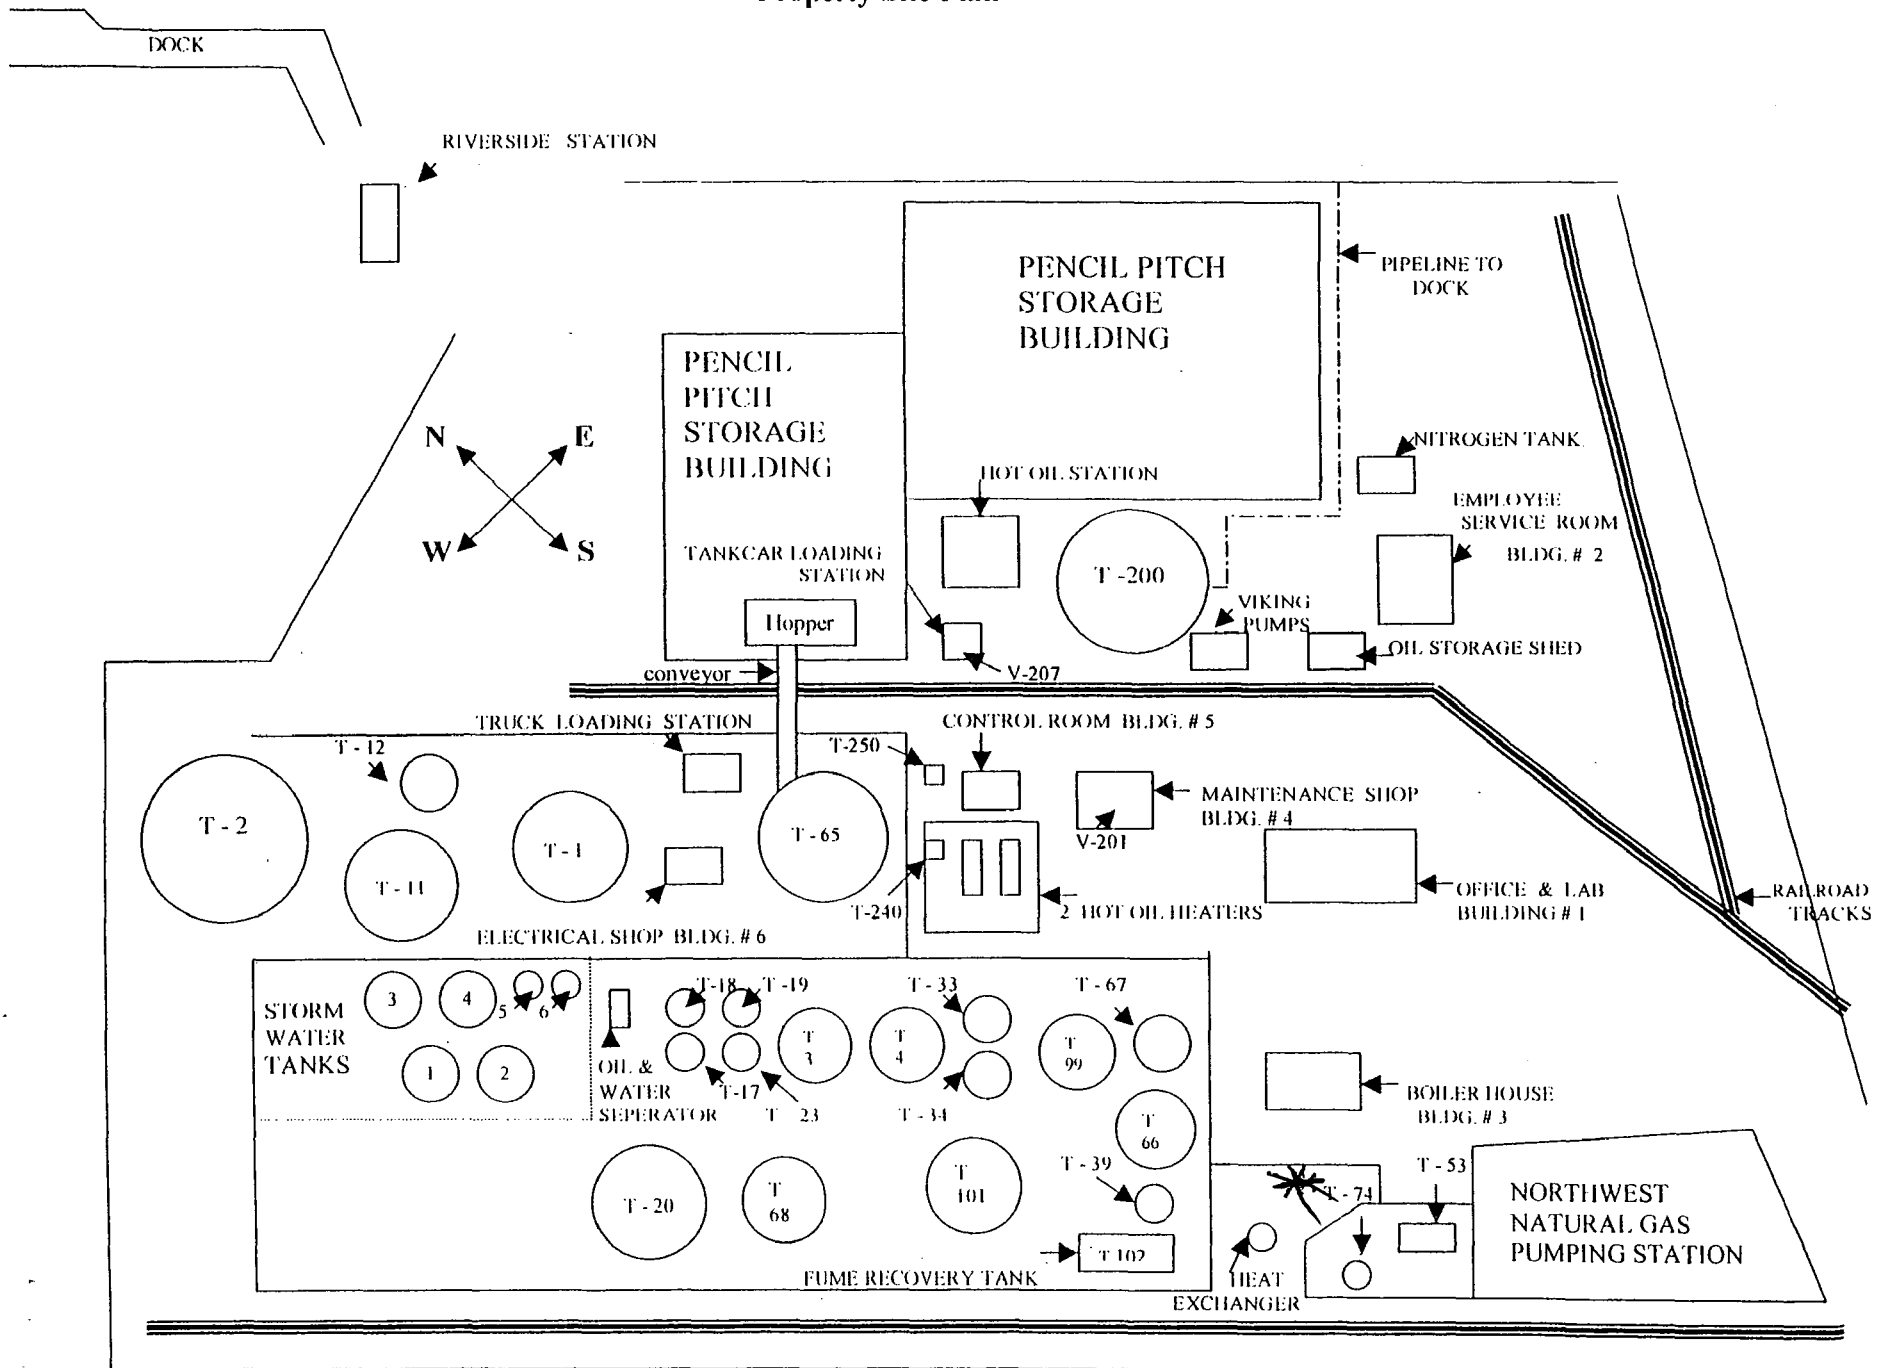 DOCK
RIVERSIDE STATION
PENCIL PITCH
STORAGE
BUILDING
PIPELINE TO
DOCK
PENCIL
PITCH
STORAGE
BUILDING
N
E
W
S
NITROGEN TANK
HOT OIL STATION
EMPLOYEE
SERVICE ROOM
BLDG. # 2
TANKCAR LOADING
STATION
T -200
Hopper
VIKING
PUMPS
OIL STORAGE SHED
conveyor
V-207
TRUCK LOADING STATION
CONTROL ROOM BLDG. # 5
T - 12
T-250
MAINTENANCE SHOP
BLDG. # 4
T - 2
T - 65
V-201
T - 1
T - 11
T-240
2 HOT OIL HEATERS
OFFICE & LAB
BUILDING # 1
RAILROAD
TRACKS
ELECTRICAL SHOP BLDG. # 6
STORM
WATER
TANKS
3
4
5
6
1
2
T-18
T -19
T - 33
T - 67
T
3
T
4
T
99
OIL &
WATER
SEPERATOR
T-17
T 23
T - 34
BOILER HOUSE
BLDG. # 3
T
66
T - 39
T - 53
T - 20
T
68
T
101
T - 74
NORTHWEST
NATURAL GAS
PUMPING STATION
T 102
FUME RECOVERY TANK
HEAT
EXCHANGER